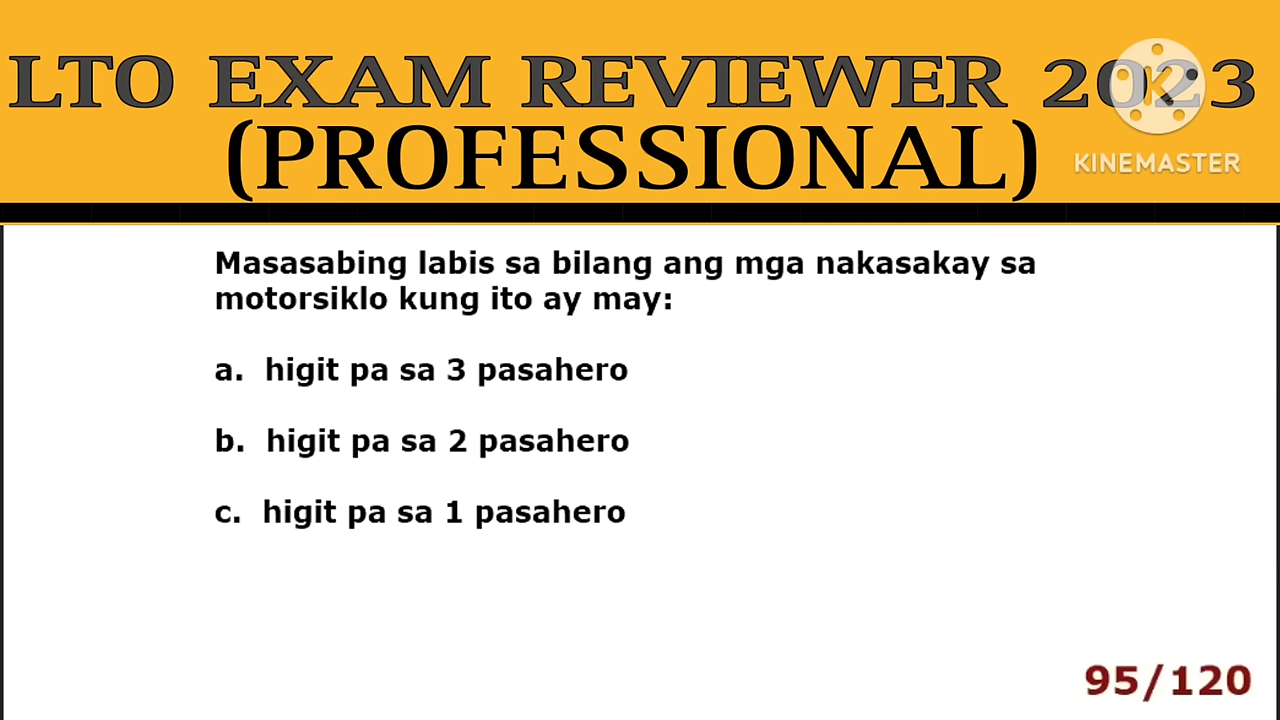 LTO EXAM REVIEWER 2023
(PROFESSIONAL)
KINEMASTER
Masasabing labis sa bilang ang mga nakasakay sa
motorsiklo kung ito ay may:
a. higit pa sa 3 pasahero
b. higit pa sa 2 pasahero
c. higit pa sa 1 pasahero
95/120